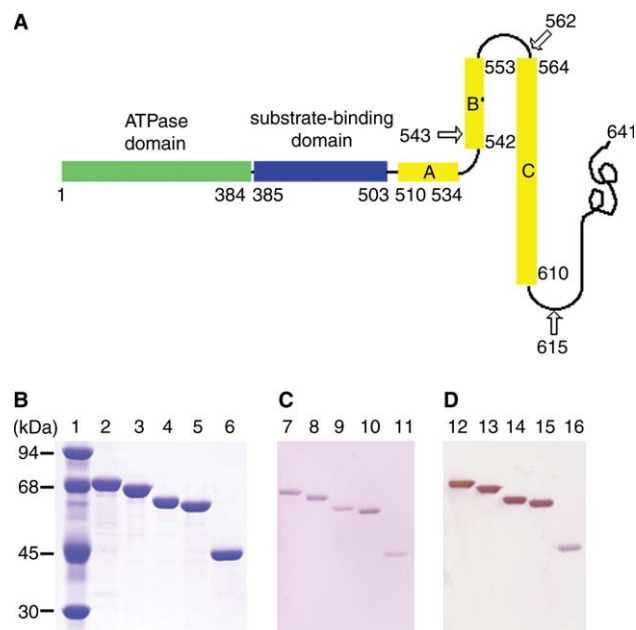 A
562
553
564
B'
ATPase
domain
substrate-binding
domain
543
542
641
A
C
1
384
385
503
510
534
610
615
B
C
D
(kDa)
1 2 3 4 5 6
7 8 9 10 11
12 13 14 15 16
94
68
45
30